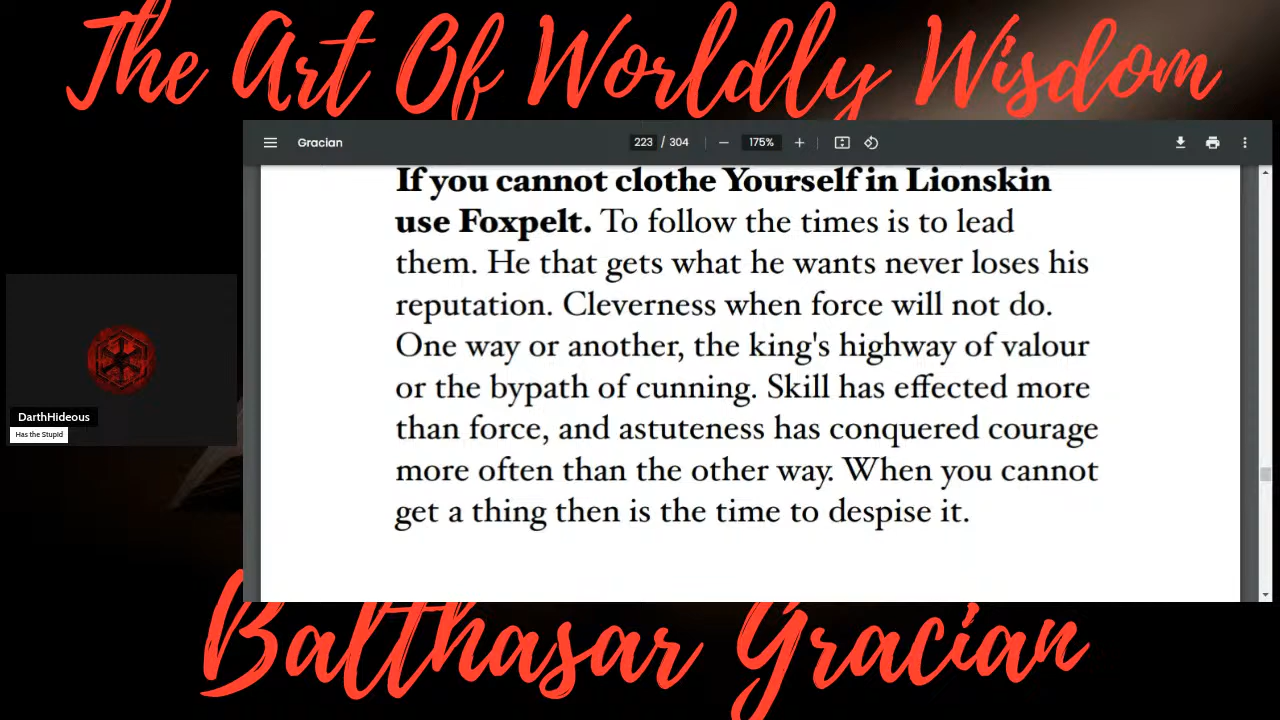 The Art Of Worldly Wisdom
Gracian
223 / 304
175%
If you cannot clothe Yourself in Lionskin
use Foxpelt. To follow the times is to lead
them. He that gets what he wants never loses his
reputation. Cleverness when force will not do.
One way or another, the king's highway of valour
or the bypath of cunning. Skill has effected more
than force, and astuteness has conquered courage
more often than the other way. When you cannot
get a thing then is the time to despise it.
DarthHideous
Has the Stupid
Balthasar Gracian